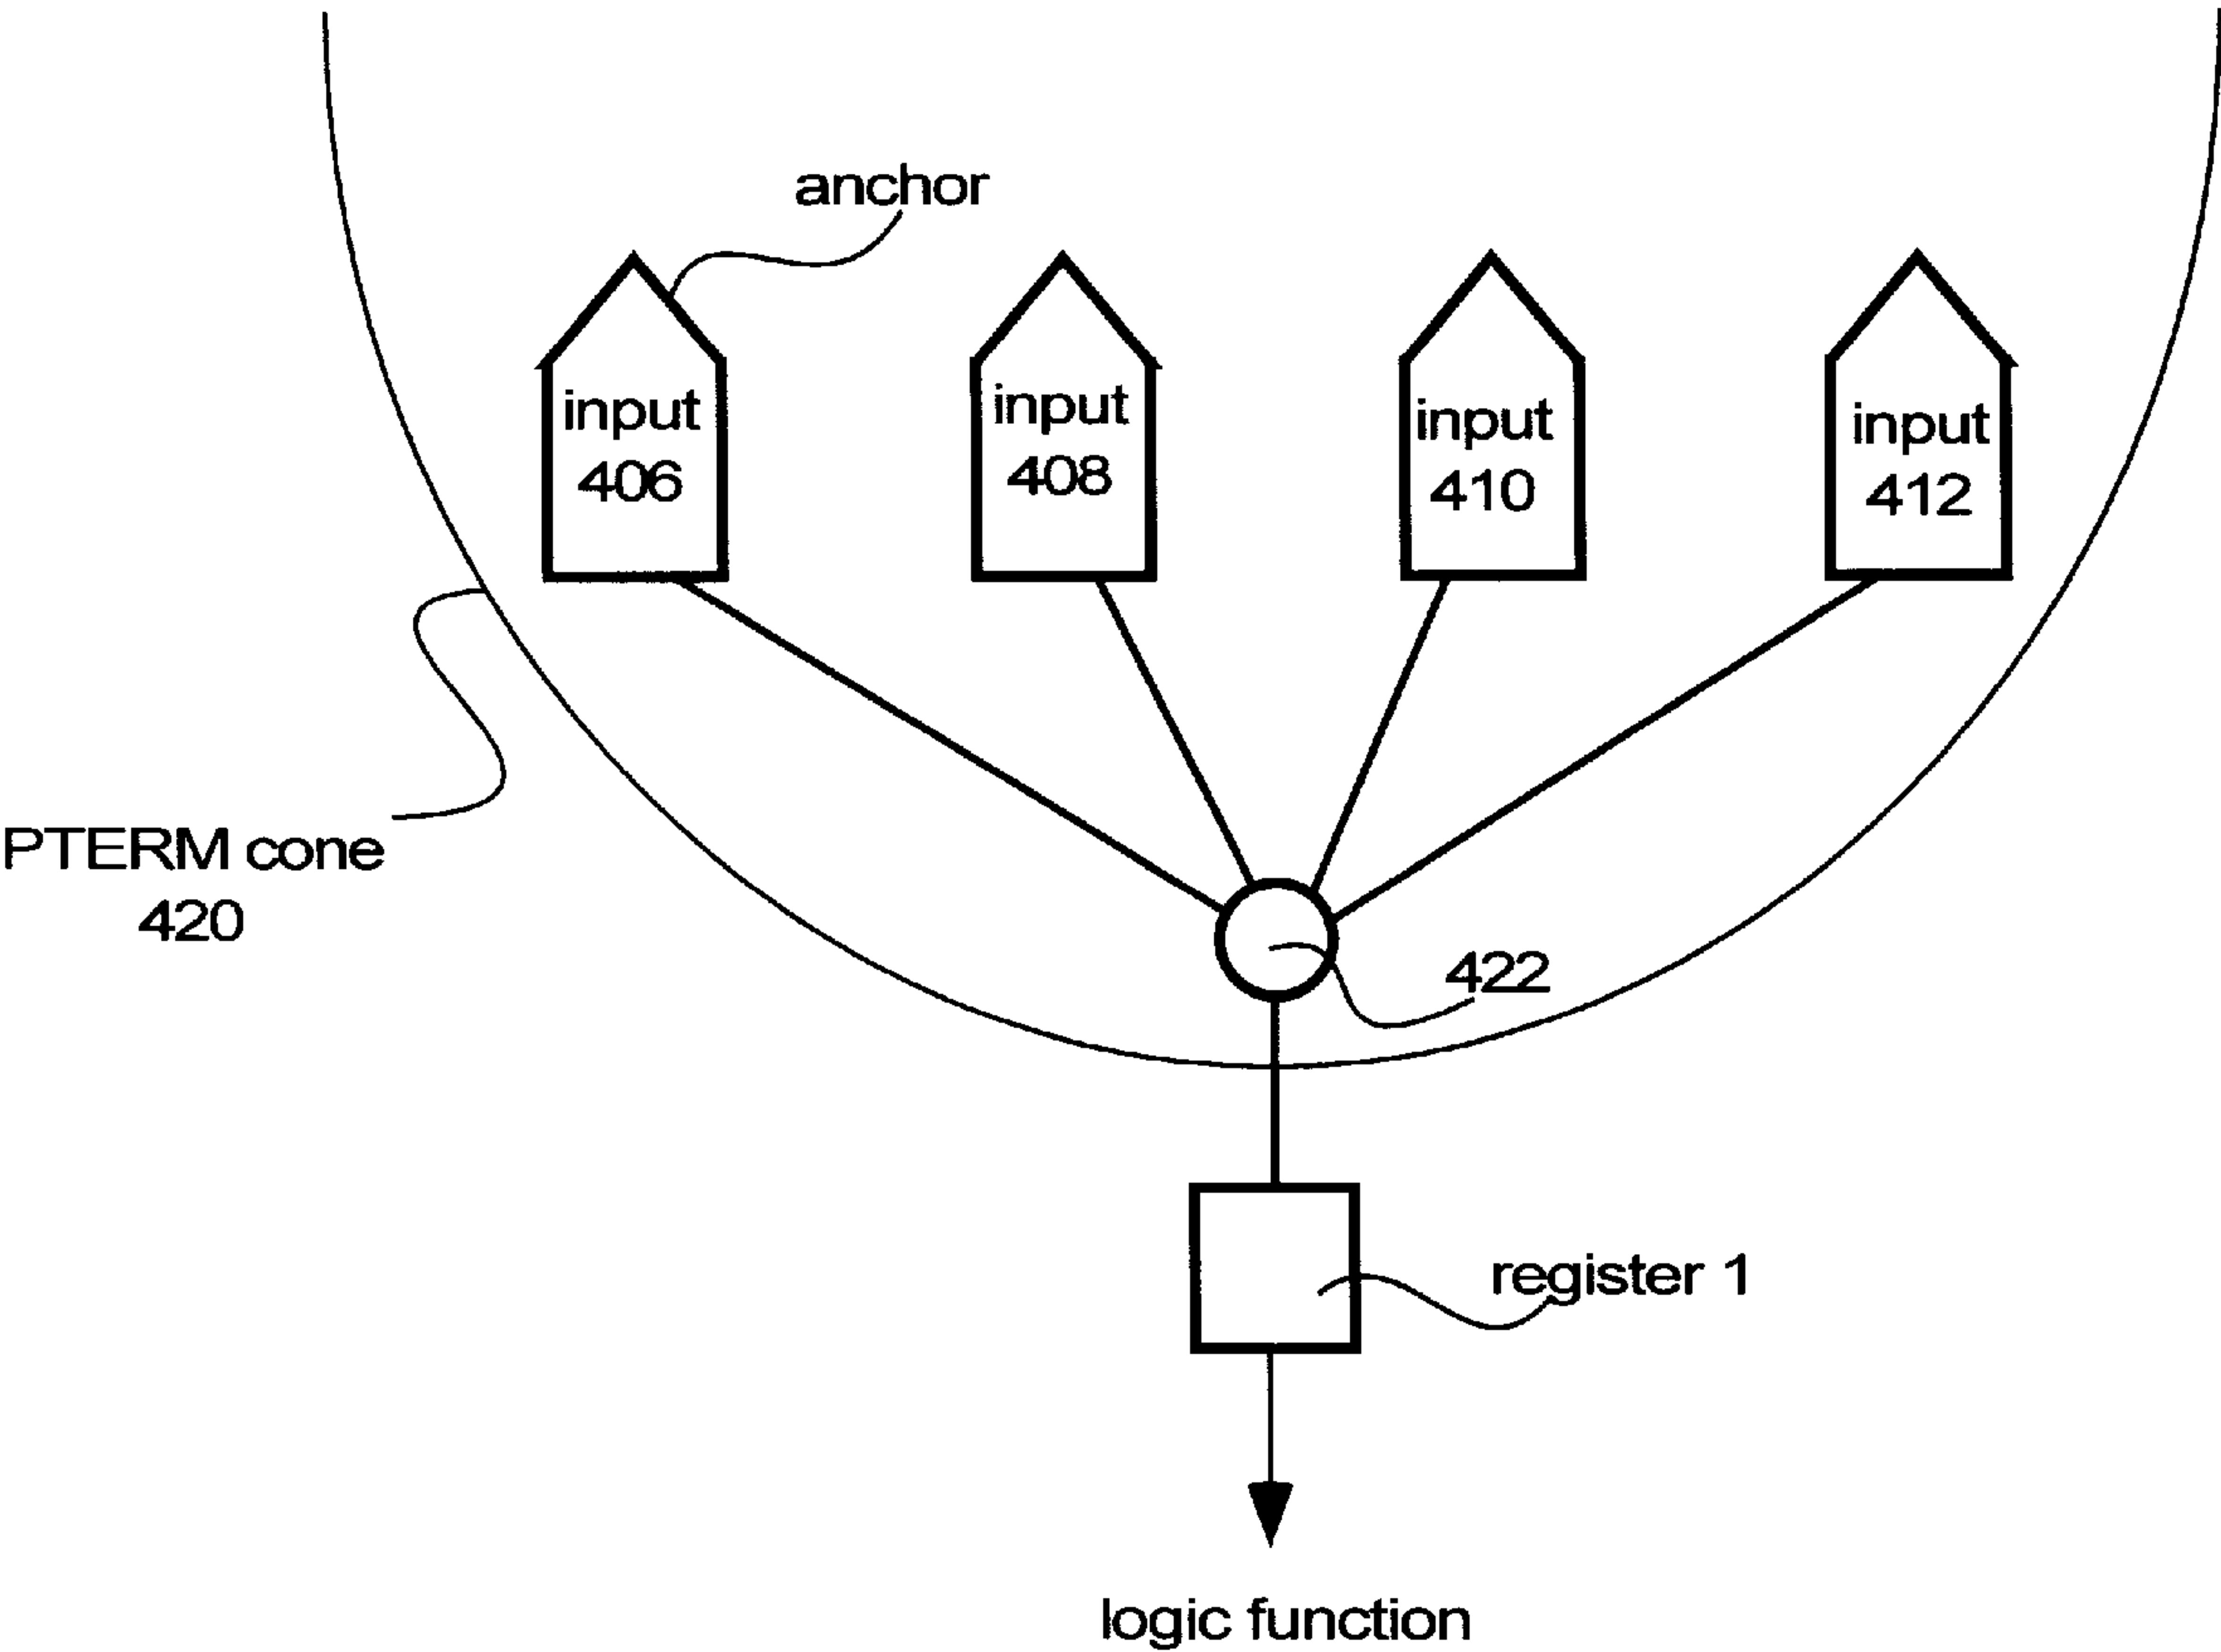 anchor
input
406
input
408
input
410
input
412
PTERM cone
420
422
register 1
logic function